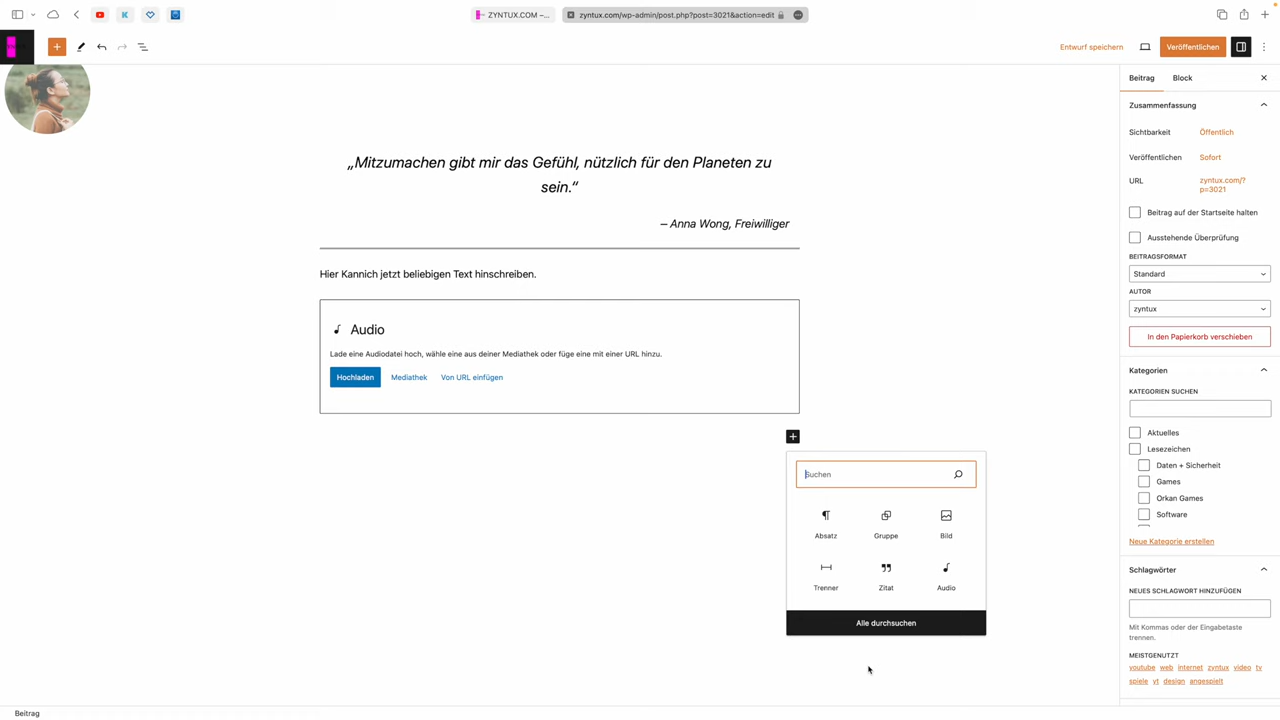 ZYNTUX.COM –...
zyntux.com/wp-admin/post.php?post=3021&action=edit
Entwurf speichern
Veröffentlichen
„Mitzumachen gibt mir das Gefühl, nützlich für den Planeten zu
sein.“
— Anna Wong, Freiwilliger
Hier Kannich jetzt beliebigen Text hinschreiben.
Audio
Lade eine Audiodatei hoch, wähle eine aus deiner Mediathek oder füge eine mit einer URL hinzu.
Hochladen Mediathek Von URL einfügen
Suchen
Absatz Gruppe Bild
Trenner Zitat Audio
Alle durchsuchen
Beitrag Block
Zusammenfassung
Sichtbarkeit Öffentlich
Veröffentlichen Sofort
URL zyntux.com/?
p=3021
Beitrag auf der Startseite halten
Ausstehende Überprüfung
BEITRAGSFORMAT
Standard
AUTOR
zyntux
In den Papierkorb verschieben
Kategorien
KATEGORIEN SUCHEN
Aktuelles
Lesezeichen
Daten + Sicherheit
Games
Orkan Games
Software
Neue Kategorie erstellen
Schlagwörter
NEUES SCHLAGWORT HINZUFÜGEN
Mit Kommas oder der Eingabetaste
trennen.
MEISTGENUTZT
youtube web internet zyntux video tv
spiele yt design angespielt
Beitrag